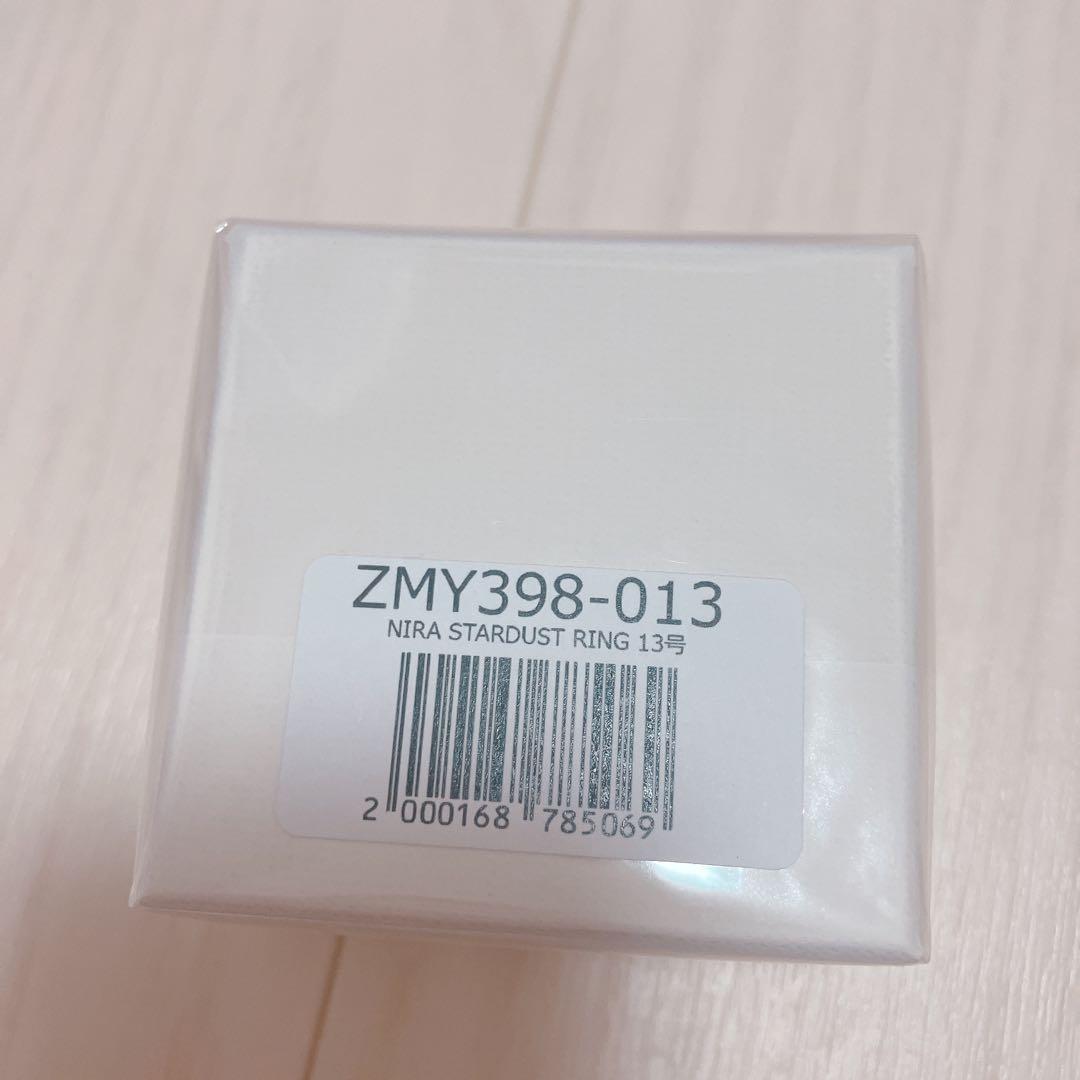 ZMY398-013
NIRA STARDUST RING 13号
2 000168 785069